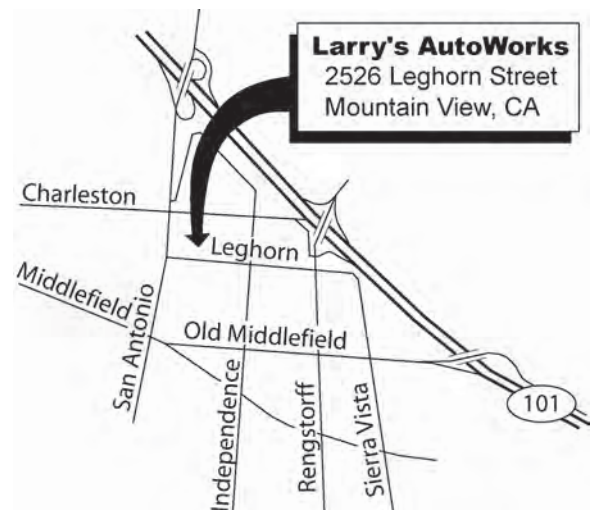 Larry's AutoWorks
2526 Leghorn Street
Mountain View, CA
Charleston
Leghorn
Middlefield
Old Middlefield
San Antonio
Independence
Rengstorff
Sierra Vista
101